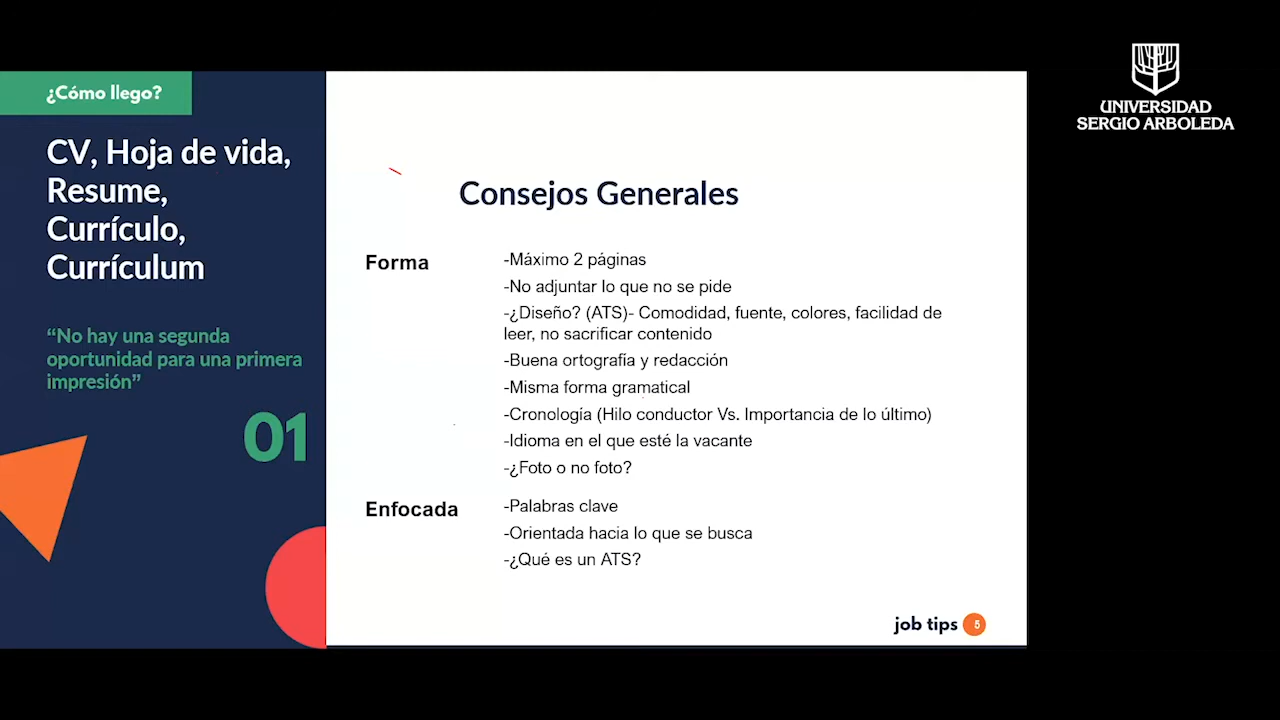 ¿Cómo llego?
CV, Hoja de vida,
Resume,
Currículo,
Currículum
“No hay una segunda
oportunidad para una primera
impresión”
01
Consejos Generales
Forma
-Máximo 2 páginas
-No adjuntar lo que no se pide
-¿Diseño? (ATS)- Comodidad, fuente, colores, facilidad de
leer, no sacrificar contenido
-Buena ortografía y redacción
-Misma forma gramatical
-Cronología (Hilo conductor Vs. Importancia de lo último)
-Idioma en el que esté la vacante
-¿Foto o no foto?
Enfocada
-Palabras clave
-Orientada hacia lo que se busca
-¿Qué es un ATS?
job tips 5
UNIVERSIDAD
SERGIO ARBOLEDA